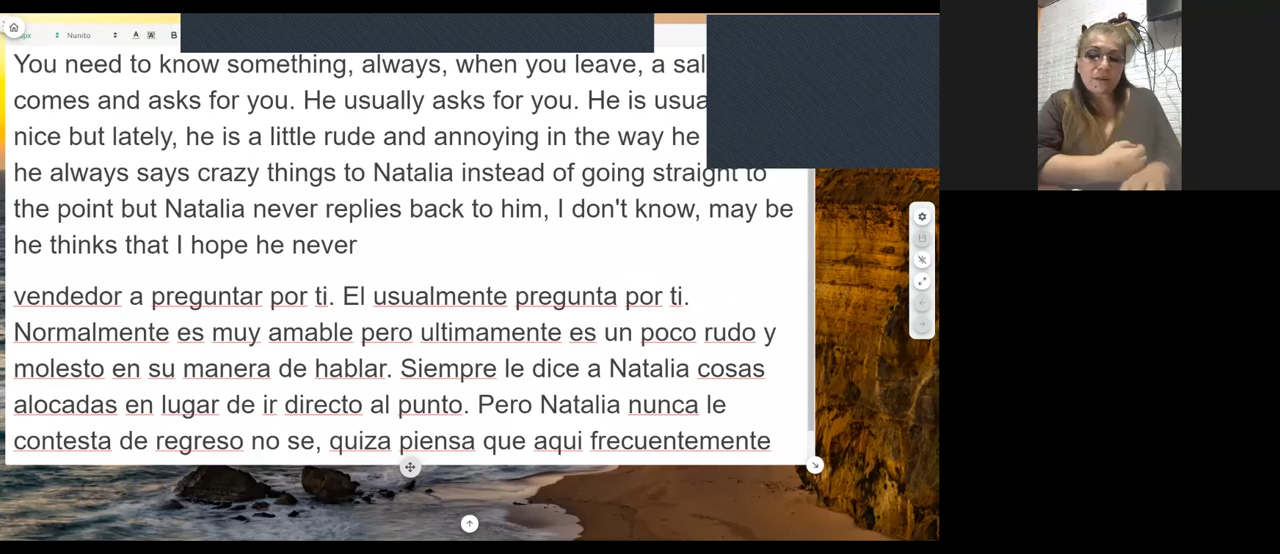 Nunito B
You need to know something, always, when you leave, a
comes and asks for you. He usually asks for you. He is
nice but lately, he is a little rude and annoying in the way he
he always says crazy things to Natalia instead of going straight to
the point but Natalia never replies back to him, I don't know, may be
he thinks that I hope he never
vendedor a preguntar por ti. El usualmente pregunta por ti.
Normalmente es muy amable pero ultimamente es un poco rudo y
molesto en su manera de hablar. Siempre le dice a Natalia cosas
alocadas en lugar de ir directo al punto. Pero Natalia nunca le
contesta de regreso no se, quiza piensa que aqui frecuentemente